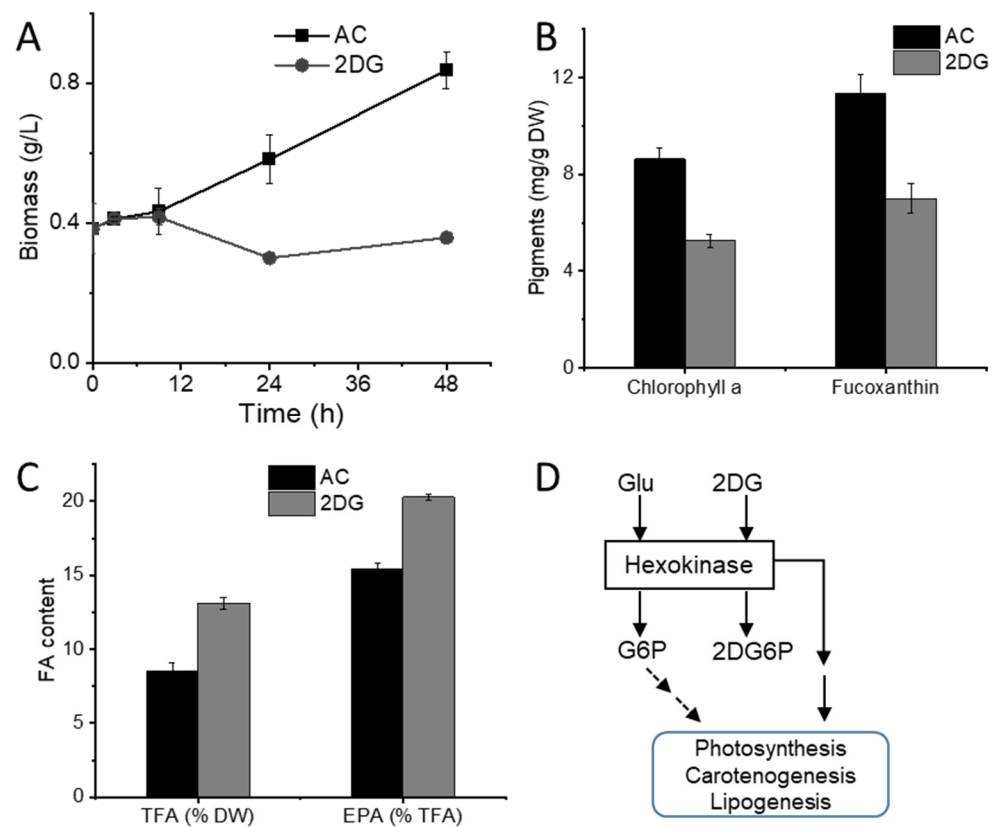 A
AC
2DG
Biomass (g/L)
0.8
0.4
0.0
0 12 24 36 48
Time (h)
B
AC
2DG
Pigments (mg/g DW)
12
8
4
0
Chlorophyll a Fucoxanthin
C
AC
2DG
FA content
20
15
10
5
0
TFA (% DW) EPA (% TFA)
D
Glu 2DG
Hexokinase
G6P 2DG6P
Photosynthesis
Carotenogenesis
Lipogenesis